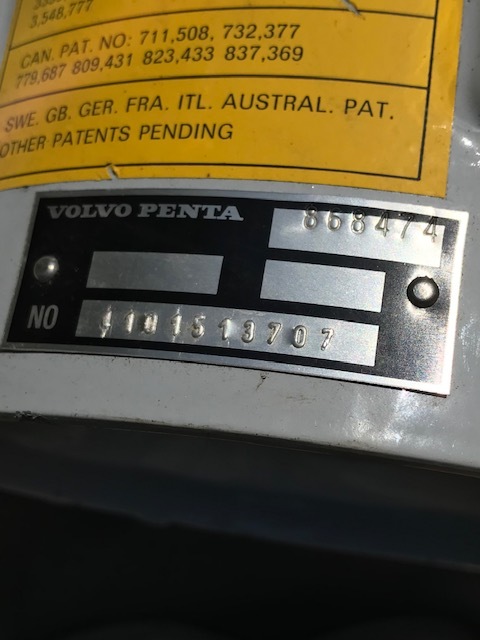 3,548,777
CAN. PAT. NO: 711,508, 732,377
779,687 809,431 823,433 837,369
SWE. GB. GER. FRA. ITL. AUSTRAL. PAT.
OTHER PATENTS PENDING
VOLVO PENTA
868474
NO